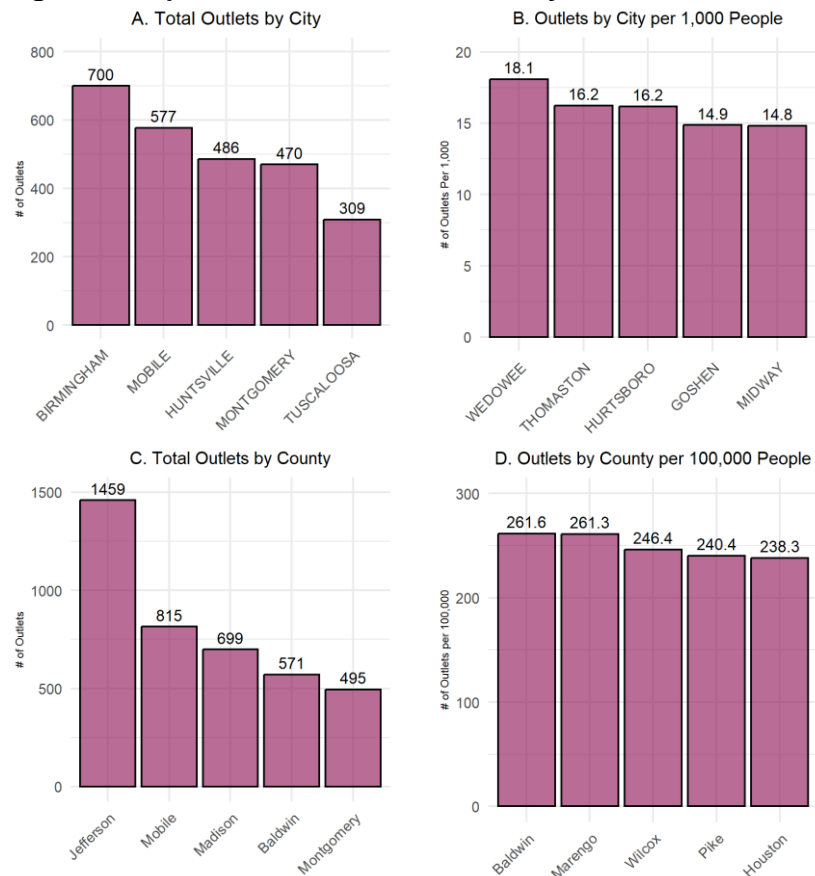 A. Total Outlets by City
# of Outlets
800
600
400
200
0
700
577
486
470
309
BIRMINGHAM
MOBILE
HUNTSVILLE
MONTGOMERY
TUSCALOOSA
B. Outlets by City per 1,000 People
# of Outlets Per 1,000
20
15
10
5
0
18.1
16.2
16.2
14.9
14.8
WEDOWEE
THOMASTON
HURTSBORO
GOSHEN
MIDWAY
C. Total Outlets by County
# of Outlets
1500
1000
500
0
1459
815
699
571
495
Jefferson
Mobile
Madison
Baldwin
Montgomery
D. Outlets by County per 100,000 People
# of Outlets per 100,000
300
200
100
0
261.6
261.3
246.4
240.4
238.3
Baldwin
Marengo
Wilcox
Pike
Houston